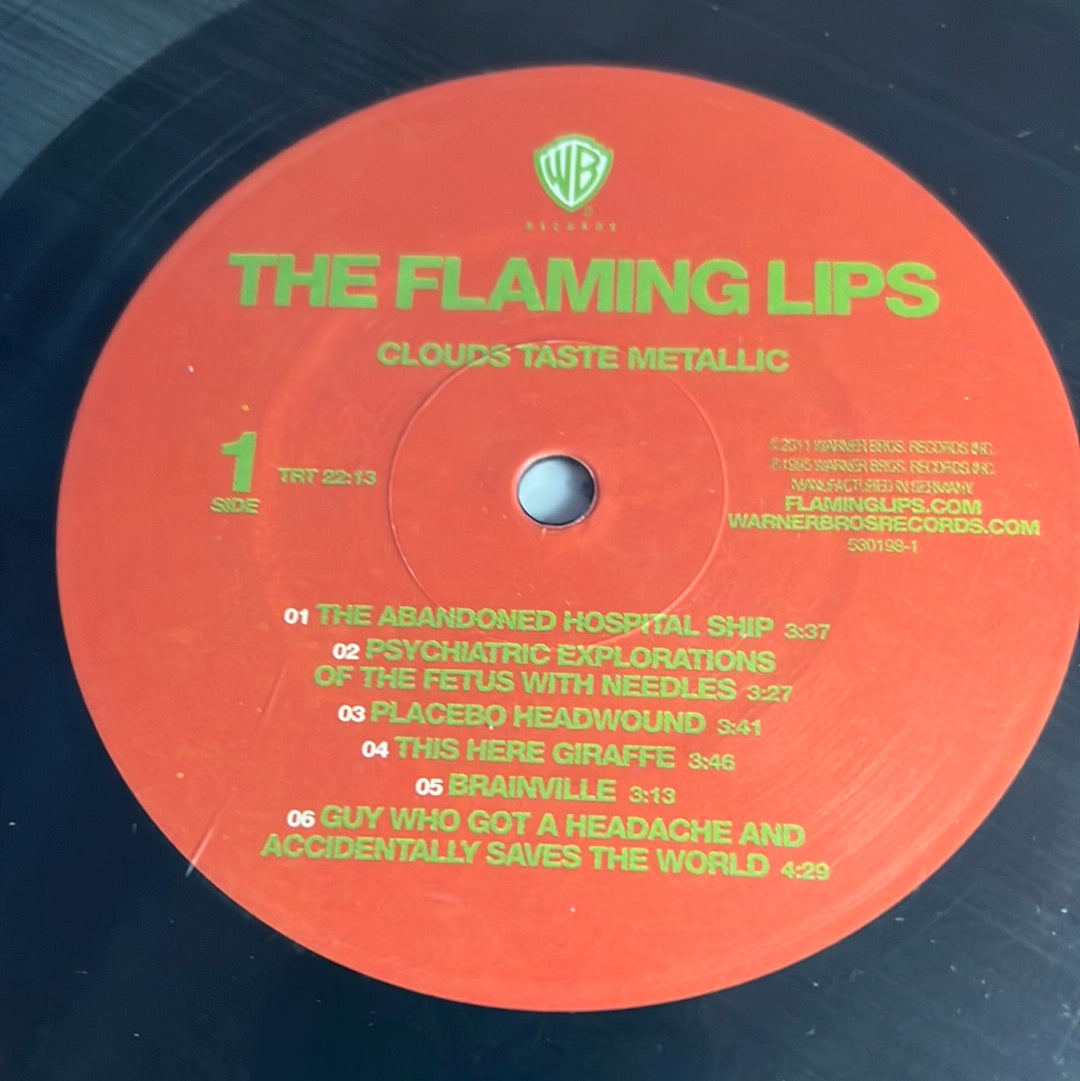 WB
®
RECORDS
THE FLAMING LIPS
CLOUDS TASTE METALLIC
1
SIDE
TRT 22:13
© 2011 WARNER BROS. RECORDS INC.
℗ 1995 WARNER BROS. RECORDS INC.
MANUFACTURED IN GERMANY
FLAMINGLIPS.COM
WARNERBROSRECORDS.COM
530198-1
01 THE ABANDONED HOSPITAL SHIP 3:37
02 PSYCHIATRIC EXPLORATIONS
OF THE FETUS WITH NEEDLES 3:27
03 PLACEBO HEADWOUND 3:41
04 THIS HERE GIRAFFE 3:46
05 BRAINVILLE 3:13
06 GUY WHO GOT A HEADACHE AND
ACCIDENTALLY SAVES THE WORLD 4:29